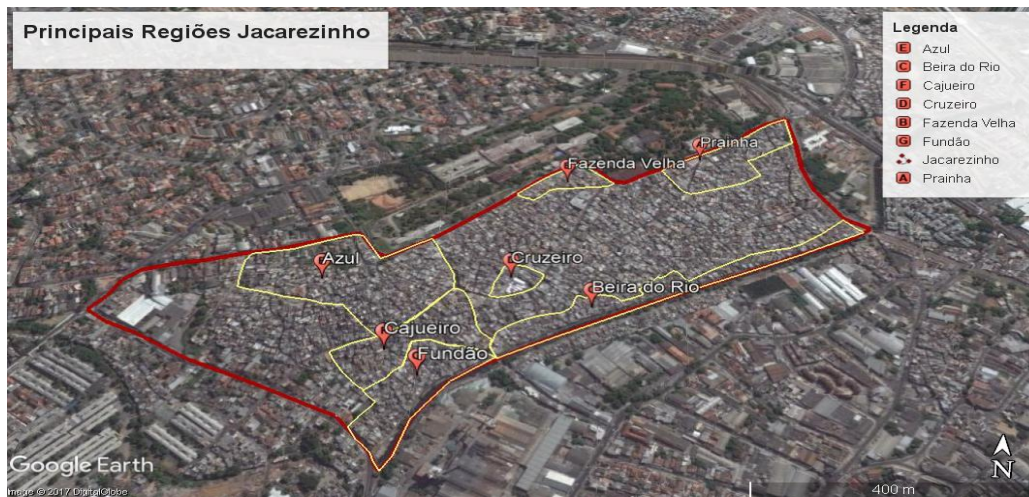 Principais Regiões Jacarezinho
Legenda
E Azul
C Beira do Rio
F Cajueiro
D Cruzeiro
B Fazenda Velha
G Fundão
Jacarezinho
A Prainha
Prainha
Fazenda Velha
Azul
Cruzeiro
Beira do Rio
Cajueiro
Fundão
Google Earth
Image © 2017 DigitalGlobe
400 m
N